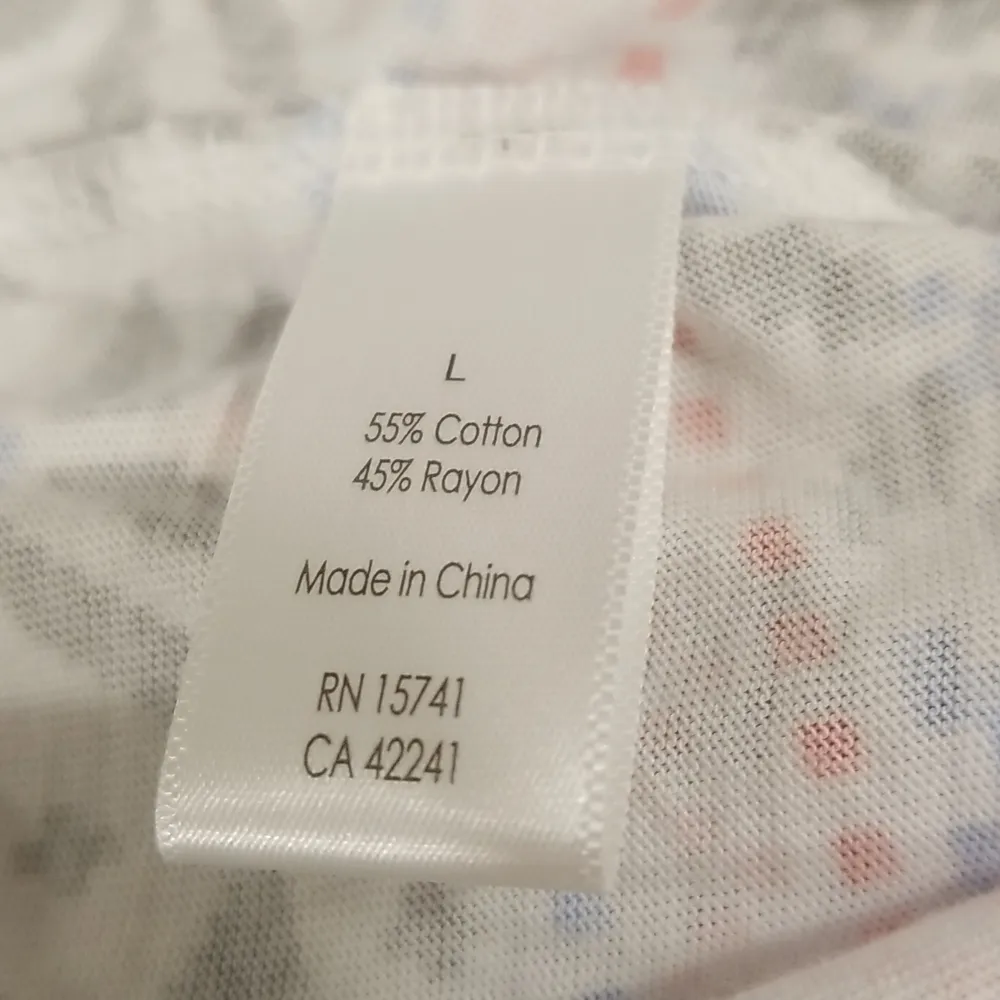 L
55% Cotton
45% Rayon
Made in China
RN 15741
CA 42241